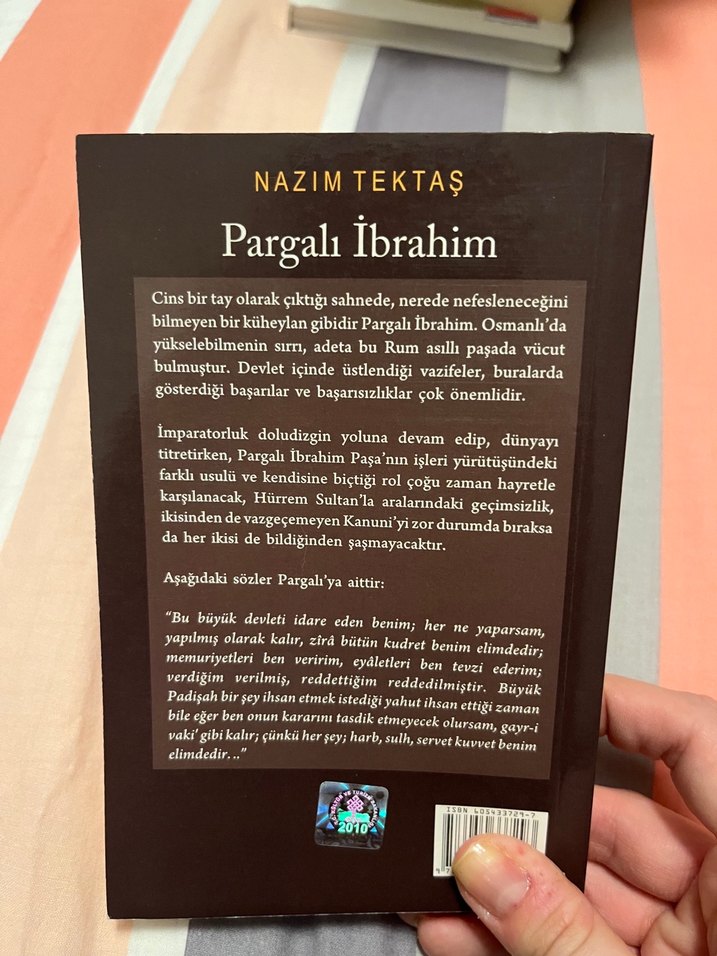 NAZIM TEKTAŞ
Pargalı İbrahim
Cins bir tay olarak çıktığı sahnede, nerede nefesleneceğini
bilmeyen bir küheylan gibidir Pargalı İbrahim. Osmanlı’da
yükselebilmenin sırrı, adeta bu Rum asıllı paşada vücut
bulmuştur. Devlet içinde üstlendiği vazifeler, buralarda
gösterdiği başarılar ve başarısızlıklar çok önemlidir.
İmparatorluk doludizgin yoluna devam edip, dünyayı
titretirken, Pargalı İbrahim Paşa’nın işleri yürütüşündeki
farklı usulü ve kendisine biçtiği rol çoğu zaman hayretle
karşılanacak, Hürrem Sultan’la aralarındaki geçimsizlik,
ikisinden de vazgeçemeyen Kanuni’yi zor durumda bıraksa
da her ikisi de bildiğinden şaşmayacaktır.
Aşağıdaki sözler Pargalı’ya aittir:
“Bu büyük devleti idare eden benim; her ne yaparsam,
yapılmış olarak kalır, zîrâ bütün kudret benim elimdedir;
memuriyetleri ben veririm, eyâletleri ben tevzi ederim;
verdiğim verilmiş, reddettiğim reddedilmiştir. Büyük
Padişah bir şey ihsan etmek istediği yahut ihsan ettiği zaman
bile eğer ben onun kararını tasdik etmeyecek olursam, gayr-i
vaki’ gibi kalır; çünkü her şey; harb, sulh, servet kuvvet benim
elimdedir...”
2010
ISBN 605433729-7